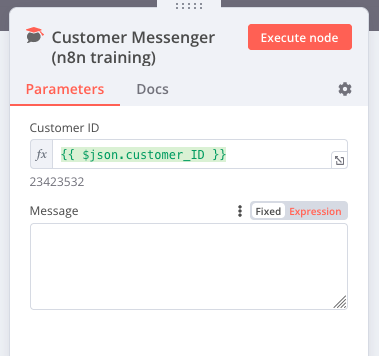 Customer Messenger
(n8n training)
Execute node
Parameters
Docs
Customer ID
fx
{{ $json.customer_ID }}
23423532
Message
Fixed
Expression